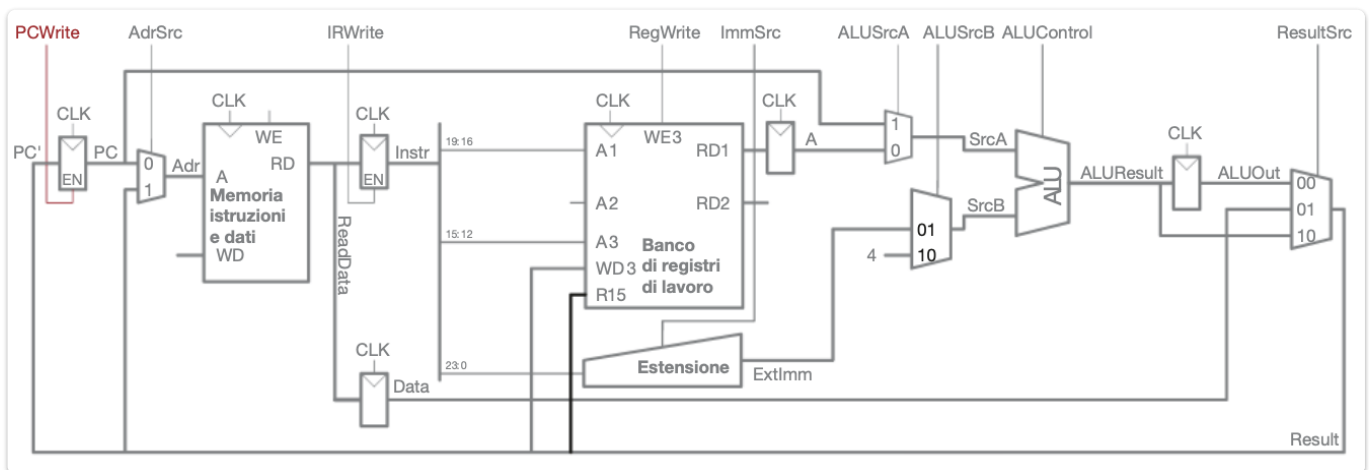 PCWrite AdrSrc IRWrite RegWrite ImmSrc ALUSrcA ALUSrcB ALUControl ResultSrc
CLK CLK CLK CLK CLK CLK
PC' PC EN
0
1
Adr
WE
RD
A
Memoria
istruzioni
e dati
WD
EN
Instr
ReadData
19:16
15:12
23:0
WE3
A1 RD1
A2 RD2
A3
Banco
di registri
di lavoro
WD3
R15
A
1
0
SrcA
SrcB
01
10
4
ALU
ALUResult
ALUOut
00
01
10
CLK
Data
Estensione
ExtImm
Result